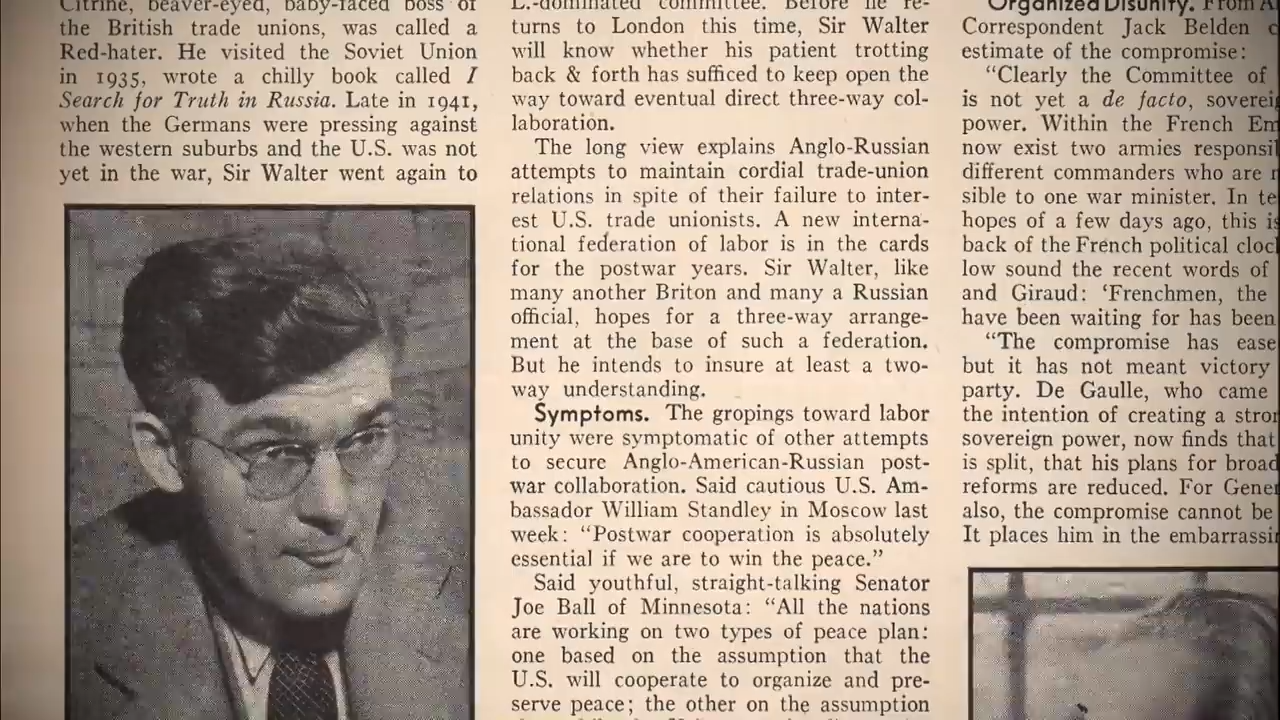 Citrine, beaver-eyed, baby-faced boss of
the British trade unions, was called a
Red-hater. He visited the Soviet Union
in 1935, wrote a chilly book called I
Search for Truth in Russia. Late in 1941,
when the Germans were pressing against
the western suburbs and the U.S. was not
yet in the war, Sir Walter went again to
L.-dominated committee. Before he re-
turns to London this time, Sir Walter
will know whether his patient trotting
back & forth has sufficed to keep open the
way toward eventual direct three-way col-
laboration.
The long view explains Anglo-Russian
attempts to maintain cordial trade-union
relations in spite of their failure to inter-
est U.S. trade unionists. A new interna-
tional federation of labor is in the cards
for the postwar years. Sir Walter, like
many another Briton and many a Russian
official, hopes for a three-way arrange-
ment at the base of such a federation.
But he intends to insure at least a two-
way understanding.
Symptoms. The gropings toward labor
unity were symptomatic of other attempts
to secure Anglo-American-Russian post-
war collaboration. Said cautious U.S. Am-
bassador William Standley in Moscow last
week: “Postwar cooperation is absolutely
essential if we are to win the peace.”
Said youthful, straight-talking Senator
Joe Ball of Minnesota: “All the nations
are working on two types of peace plan:
one based on the assumption that the
U.S. will cooperate to organize and pre-
serve peace; the other on the assumption
Organized Disunity. From A
Correspondent Jack Belden
estimate of the compromise:
“Clearly the Committee of
is not yet a de facto, soverei
power. Within the French Em
now exist two armies responsi
different commanders who are
sible to one war minister. In te
hopes of a few days ago, this is
back of the French political cloc
low sound the recent words of
and Giraud: ‘Frenchmen, the
have been waiting for has been
“The compromise has ease
but it has not meant victory
party. De Gaulle, who came
the intention of creating a stron
sovereign power, now finds that
is split, that his plans for broad
reforms are reduced. For Gene
also, the compromise cannot be
It places him in the embarrassi